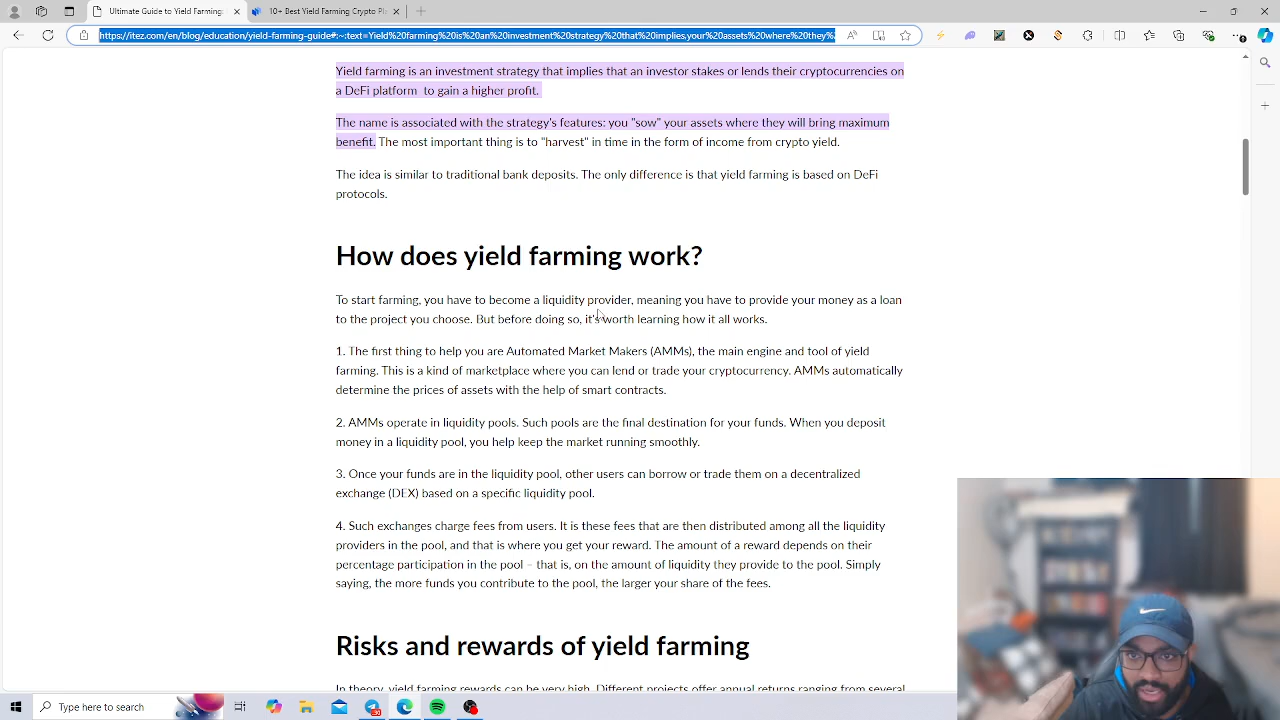 Ultimate Guide to Yield Farming:
10+ Best Yield Farming Crypto Pl
https://itez.com/en/blog/education/yield-farming-guide#:~:text=Yield%20farming%20is%20an%20investment%20strategy%20that%20implies,your%20assets%20where%20they%
Yield farming is an investment strategy that implies that an investor stakes or lends their cryptocurrencies on
a DeFi platform to gain a higher profit.
The name is associated with the strategy's features: you "sow" your assets where they will bring maximum
benefit. The most important thing is to "harvest" in time in the form of income from crypto yield.
The idea is similar to traditional bank deposits. The only difference is that yield farming is based on DeFi
protocols.
How does yield farming work?
To start farming, you have to become a liquidity provider, meaning you have to provide your money as a loan
to the project you choose. But before doing so, it's worth learning how it all works.
1. The first thing to help you are Automated Market Makers (AMMs), the main engine and tool of yield
farming. This is a kind of marketplace where you can lend or trade your cryptocurrency. AMMs automatically
determine the prices of assets with the help of smart contracts.
2. AMMs operate in liquidity pools. Such pools are the final destination for your funds. When you deposit
money in a liquidity pool, you help keep the market running smoothly.
3. Once your funds are in the liquidity pool, other users can borrow or trade them on a decentralized
exchange (DEX) based on a specific liquidity pool.
4. Such exchanges charge fees from users. It is these fees that are then distributed among all the liquidity
providers in the pool, and that is where you get your reward. The amount of a reward depends on their
percentage participation in the pool – that is, on the amount of liquidity they provide to the pool. Simply
saying, the more funds you contribute to the pool, the larger your share of the fees.
Risks and rewards of yield farming
In theory, yield farming rewards can be very high. Different projects offer annual returns ranging from several
Type here to search